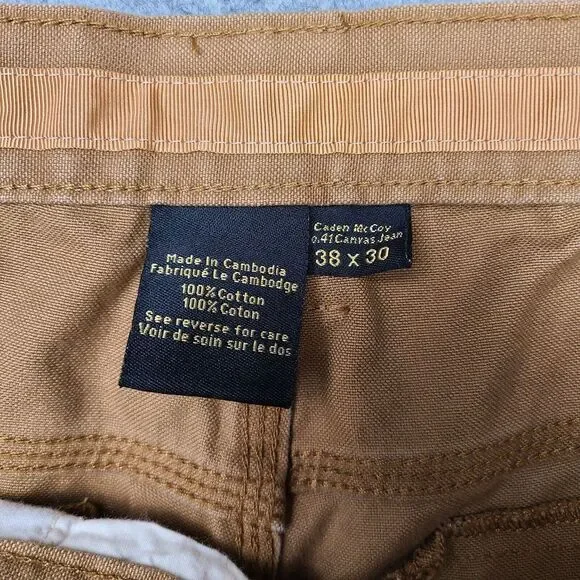 Made In Cambodia
Fabriqué Le Cambodge
100% Cotton
100% Coton
See reverse for care
Voir de soin sur le dos
Caden McCoy
o.41 Canvas Jean
38 x 30